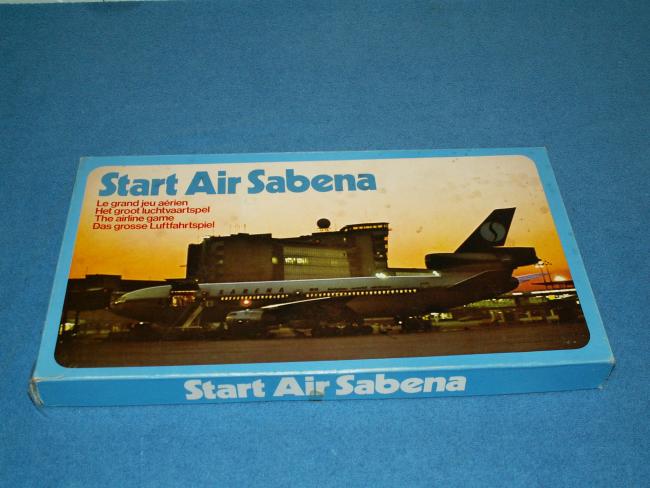 Start Air Sabena
Le grand jeu aérien
Het groot luchtvaartspel
The airline game
Das grosse Luftfahrtspiel
SABENA
S
Start Air Sabena